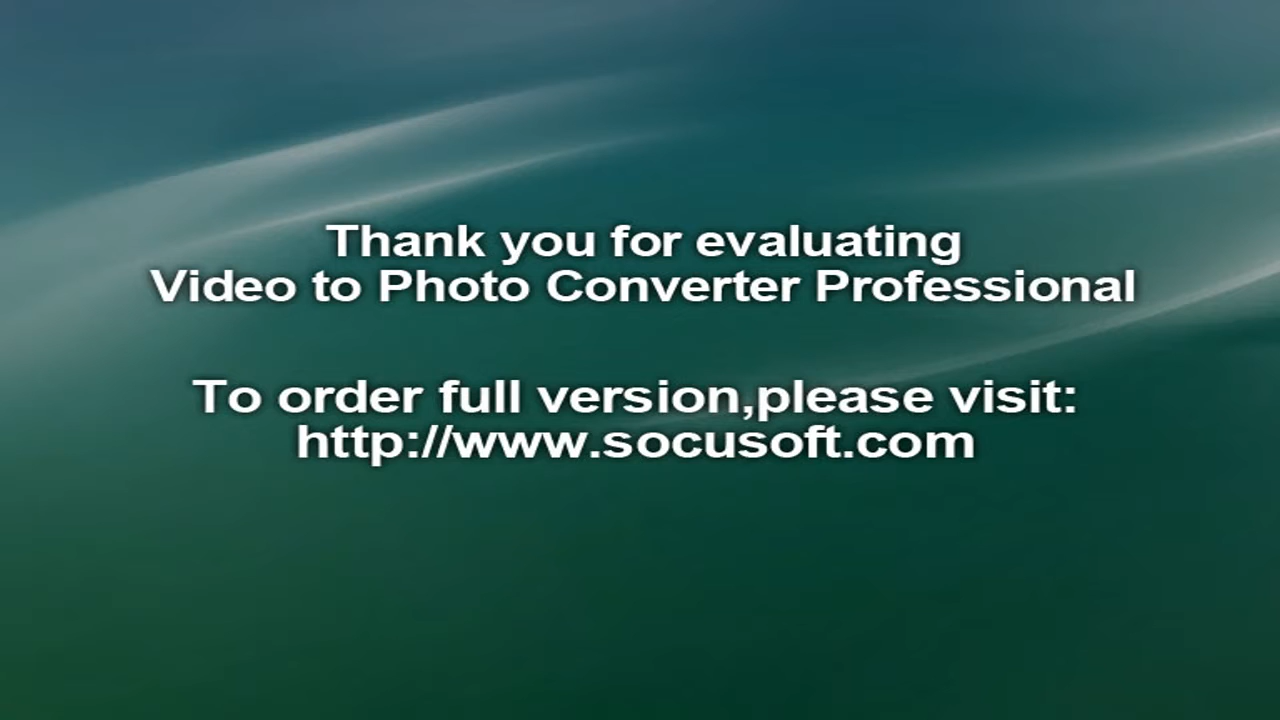 Thank you for evaluating
Video to Photo Converter Professional
To order full version,please visit:
http://www.socusoft.com